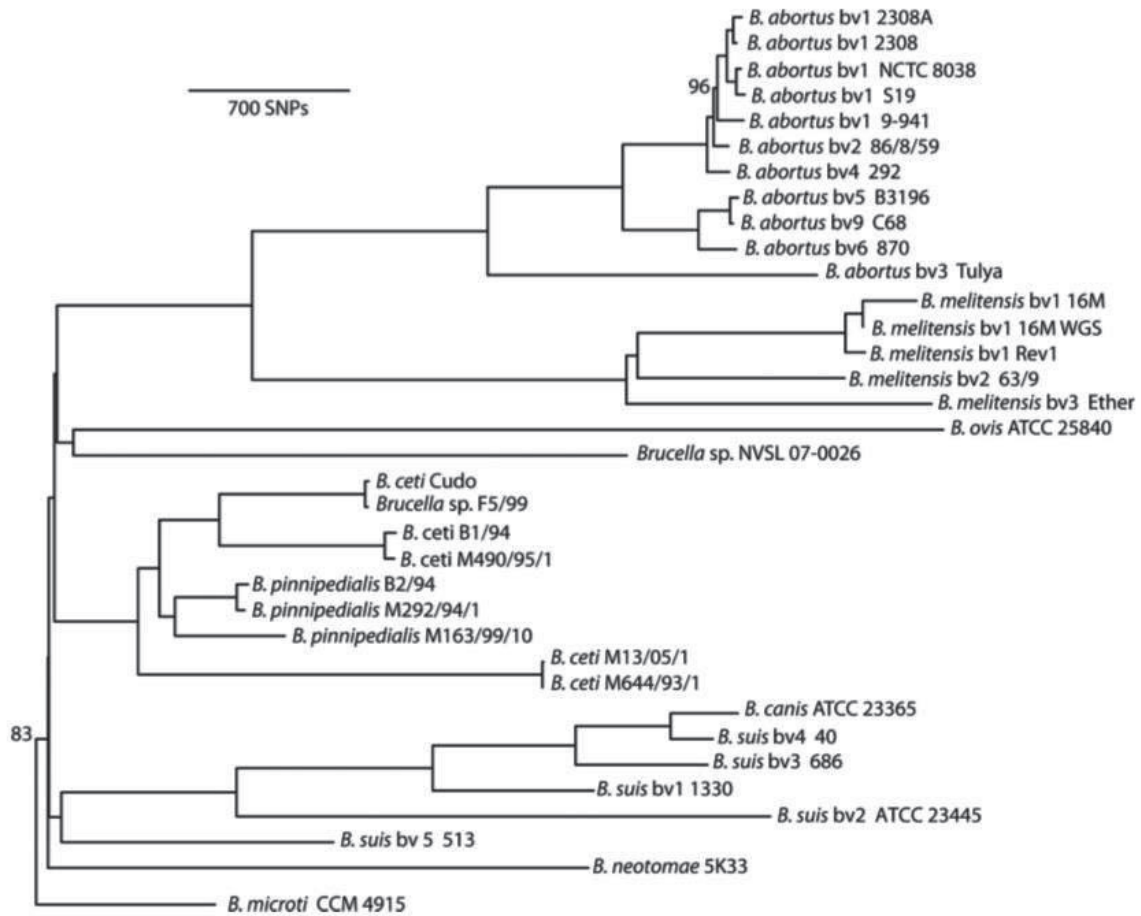 B. abortus bv1 2308A
B. abortus bv1 2308
B. abortus bv1 NCTC 8038
96
B. abortus bv1 S19
700 SNPs
B. abortus bv1 9-941
B. abortus bv2 86/8/59
B. abortus bv4 292
B. abortus bv5 B3196
B. abortus bv9 C68
B. abortus bv6 870
B. abortus bv3 Tulya
B. melitensis bv1 16M
B. melitensis bv1 16M WGS
B. melitensis bv1 Rev1
B. melitensis bv2 63/9
B. melitensis bv3 Ether
B. ovis ATCC 25840
Brucella sp. NVSL 07-0026
B. ceti Cudo
Brucella sp. F5/99
B. ceti B1/94
B. ceti M490/95/1
B. pinnipedialis B2/94
B. pinnipedialis M292/94/1
B. pinnipedialis M163/99/10
B. ceti M13/05/1
B. ceti M644/93/1
B. canis ATCC 23365
83
B. suis bv4 40
B. suis bv3 686
B. suis bv1 1330
B. suis bv2 ATCC 23445
B. suis bv 5 513
B. neotomae 5K33
B. microti CCM 4915